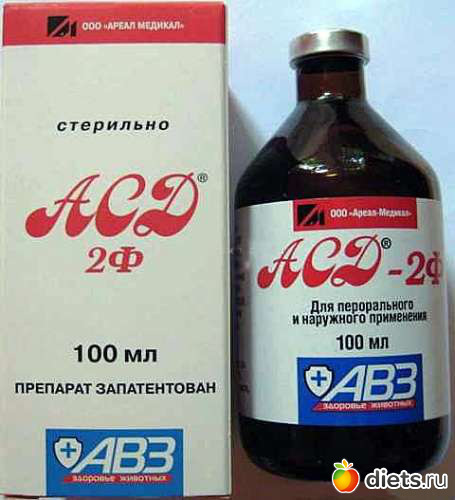 ООО «АРЕАЛ МЕДИКАЛ»
стерильно
АСД®
2Ф
100 мл
ПРЕПАРАТ ЗАПАТЕНТОВАН
АВЗ
здоровье животных
ООО «Ареал-Медикал»
АСД®-2Ф
Для перорального
и наружного применения
100 мл
АВЗ
здоровье животных
diets.ru